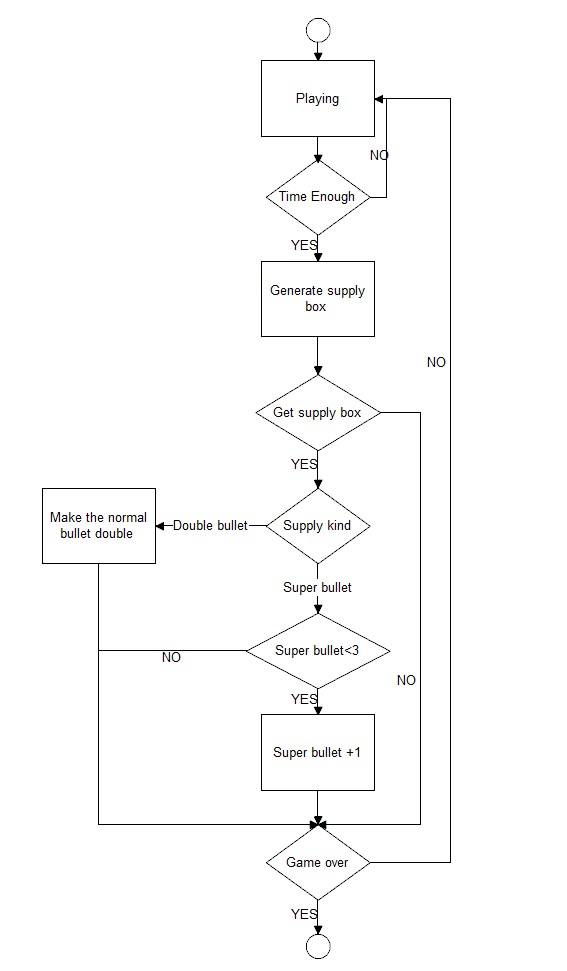 Playing
NO
Time Enough
YES
Generate supply
box
NO
Get supply box
YES
Make the normal
bullet double
Double bullet
Supply kind
Super bullet
Super bullet<3
NO
NO
YES
Super bullet +1
Game over
YES